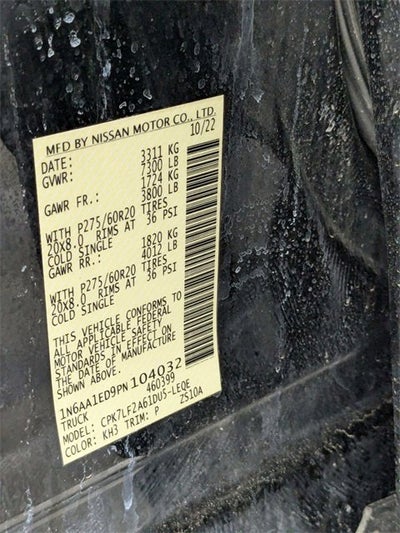 MFD BY NISSAN MOTOR CO., LTD.
DATE: 10/22
GVWR: 3311 KG
7300 LB
GAWR FR.: 1724 KG
3800 LB
WITH P275/60R20 TIRES
20X8.0 RIMS AT 36 PSI
COLD SINGLE
GAWR RR.: 1820 KG
4012 LB
WITH P275/60R20 TIRES
20X8.0 RIMS AT 36 PSI
COLD SINGLE
THIS VEHICLE CONFORMS TO
ALL APPLICABLE FEDERAL
MOTOR VEHICLE SAFETY
STANDARDS IN EFFECT ON
THE DATE OF MANUFACTURE
1N6AA1ED9PN104032
TRUCK 460399
MODEL: CPK7LF2A61DU5-LEQE
COLOR: KH3 TRIM: P ZS10A